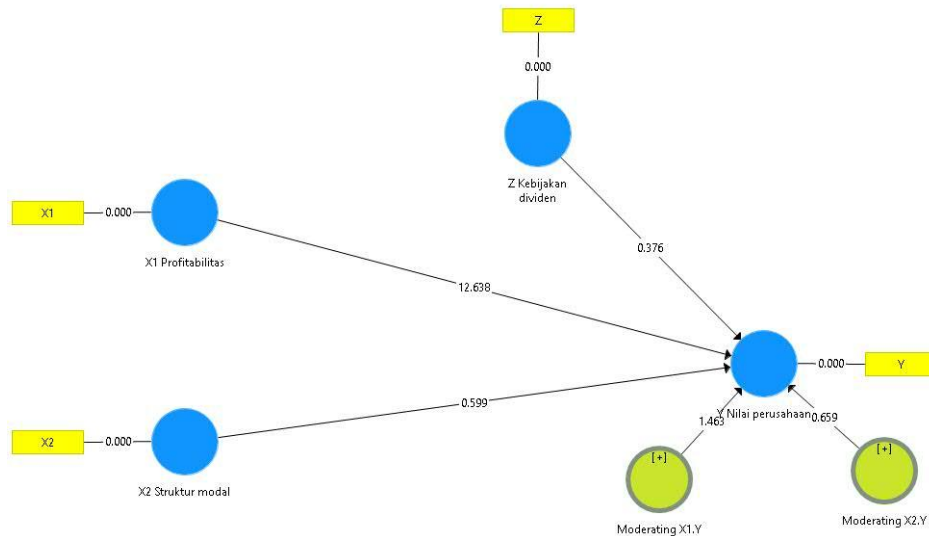 Z
0.000
Z Kebijakan
dividen
X1
0.000
X1 Profitabilitas
0.376
12.638
0.599
0.000
Y
Y Nilai perusahaan
X2
0.000
X2 Struktur modal
1.463
0.659
[+]
[+]
Moderating X1.Y
Moderating X2.Y